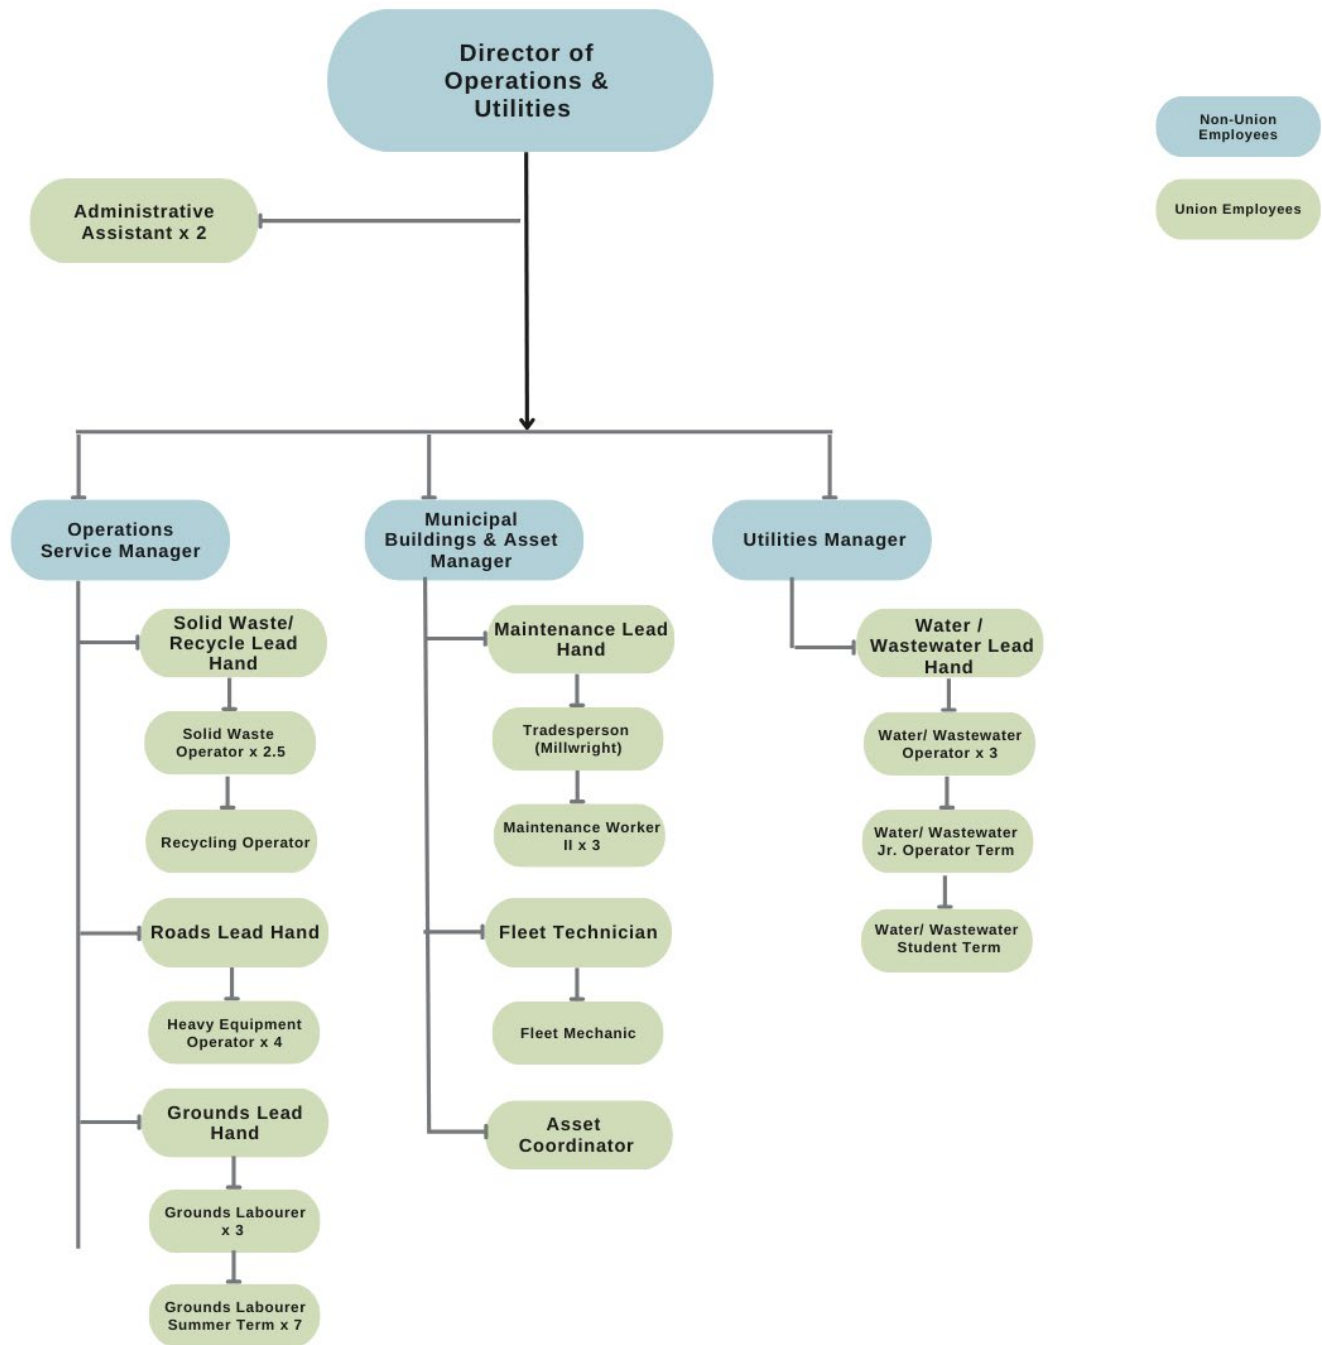 Director of
Operations &
Utilities
Non-Union
Employees
Union Employees
Administrative
Assistant x 2
Operations
Service Manager
Municipal
Buildings & Asset
Manager
Utilities Manager
Solid Waste/
Recycle Lead
Hand
Solid Waste
Operator x 2.5
Recycling Operator
Roads Lead Hand
Heavy Equipment
Operator x 4
Grounds Lead
Hand
Grounds Labourer
x 3
Grounds Labourer
Summer Term x 7
Maintenance Lead
Hand
Tradesperson
(Millwright)
Maintenance Worker
II x 3
Fleet Technician
Fleet Mechanic
Asset
Coordinator
Water /
Wastewater Lead
Hand
Water/ Wastewater
Operator x 3
Water/ Wastewater
Jr. Operator Term
Water/ Wastewater
Student Term